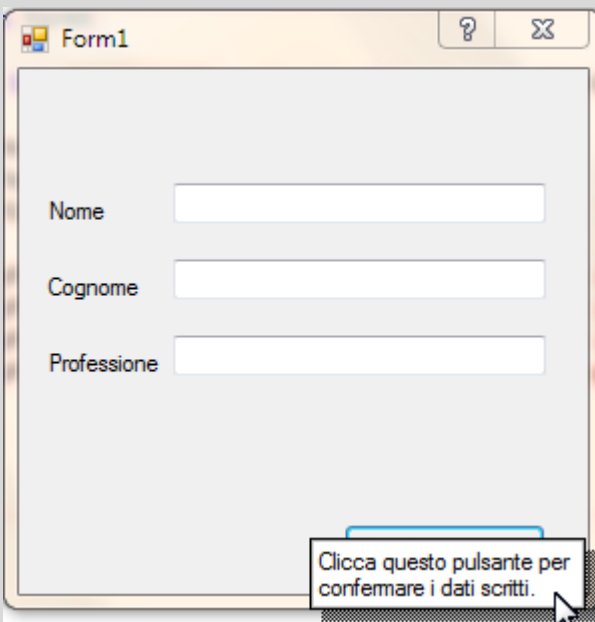 Form1
Nome
Cognome
Professione
Clicca questo pulsante per
confermare i dati scritti.